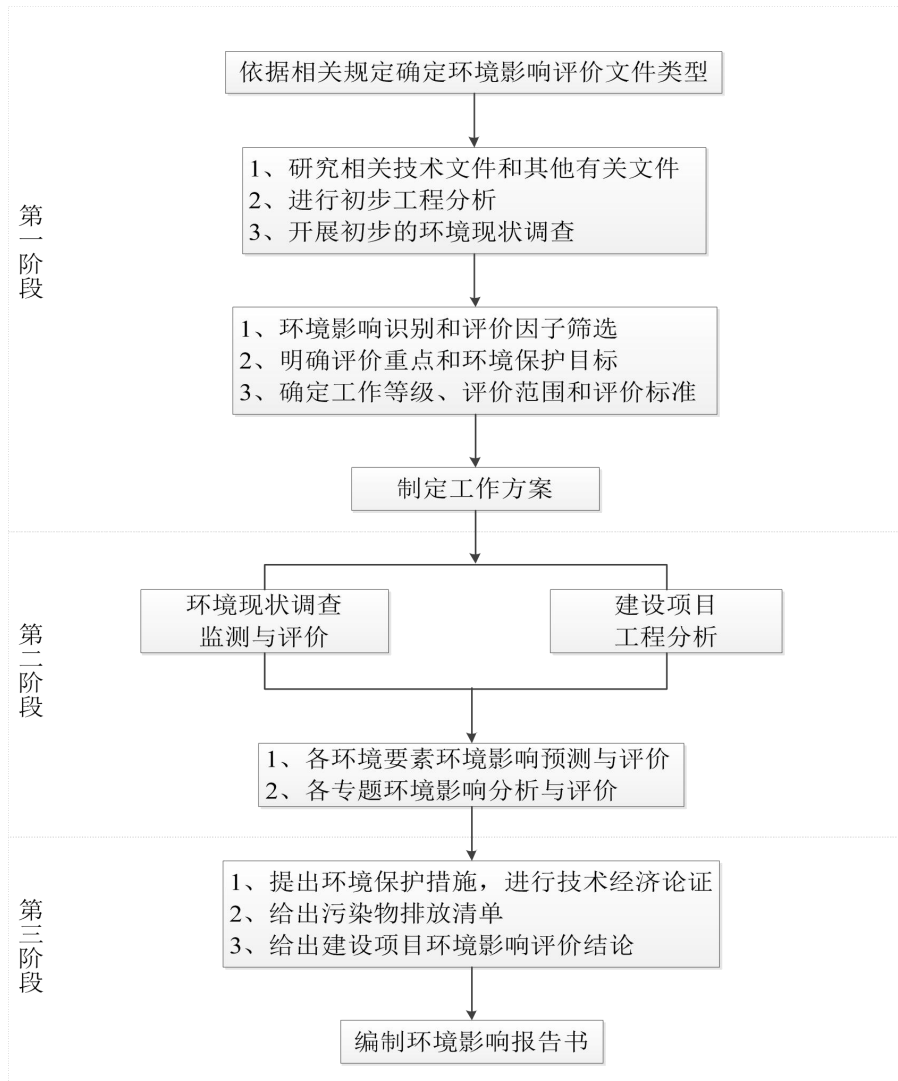 依据相关规定确定环境影响评价文件类型
1、研究相关技术文件和其他有关文件
2、进行初步工程分析
3、开展初步的环境现状调查
第一阶段
1、环境影响识别和评价因子筛选
2、明确评价重点和环境保护目标
3、确定工作等级、评价范围和评价标准
制定工作方案
环境现状调查
监测与评价
建设项目
工程分析
第二阶段
1、各环境要素环境影响预测与评价
2、各专题环境影响分析与评价
1、提出环境保护措施，进行技术经济论证
2、给出污染物排放清单
3、给出建设项目环境影响评价结论
第三阶段
编制环境影响报告书